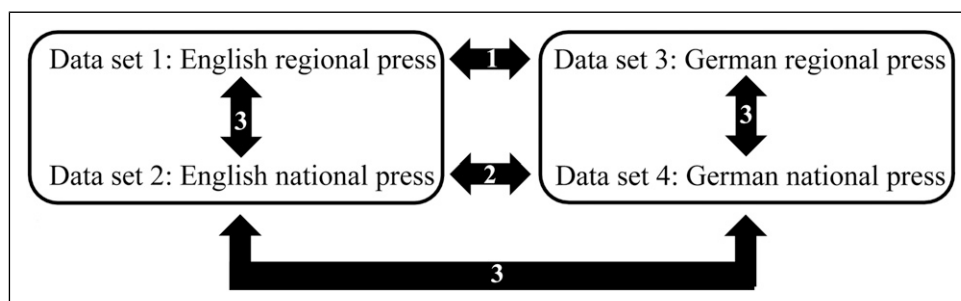 Data set 1: English regional press 1 Data set 3: German regional press
3 3
Data set 2: English national press 2 Data set 4: German national press
3